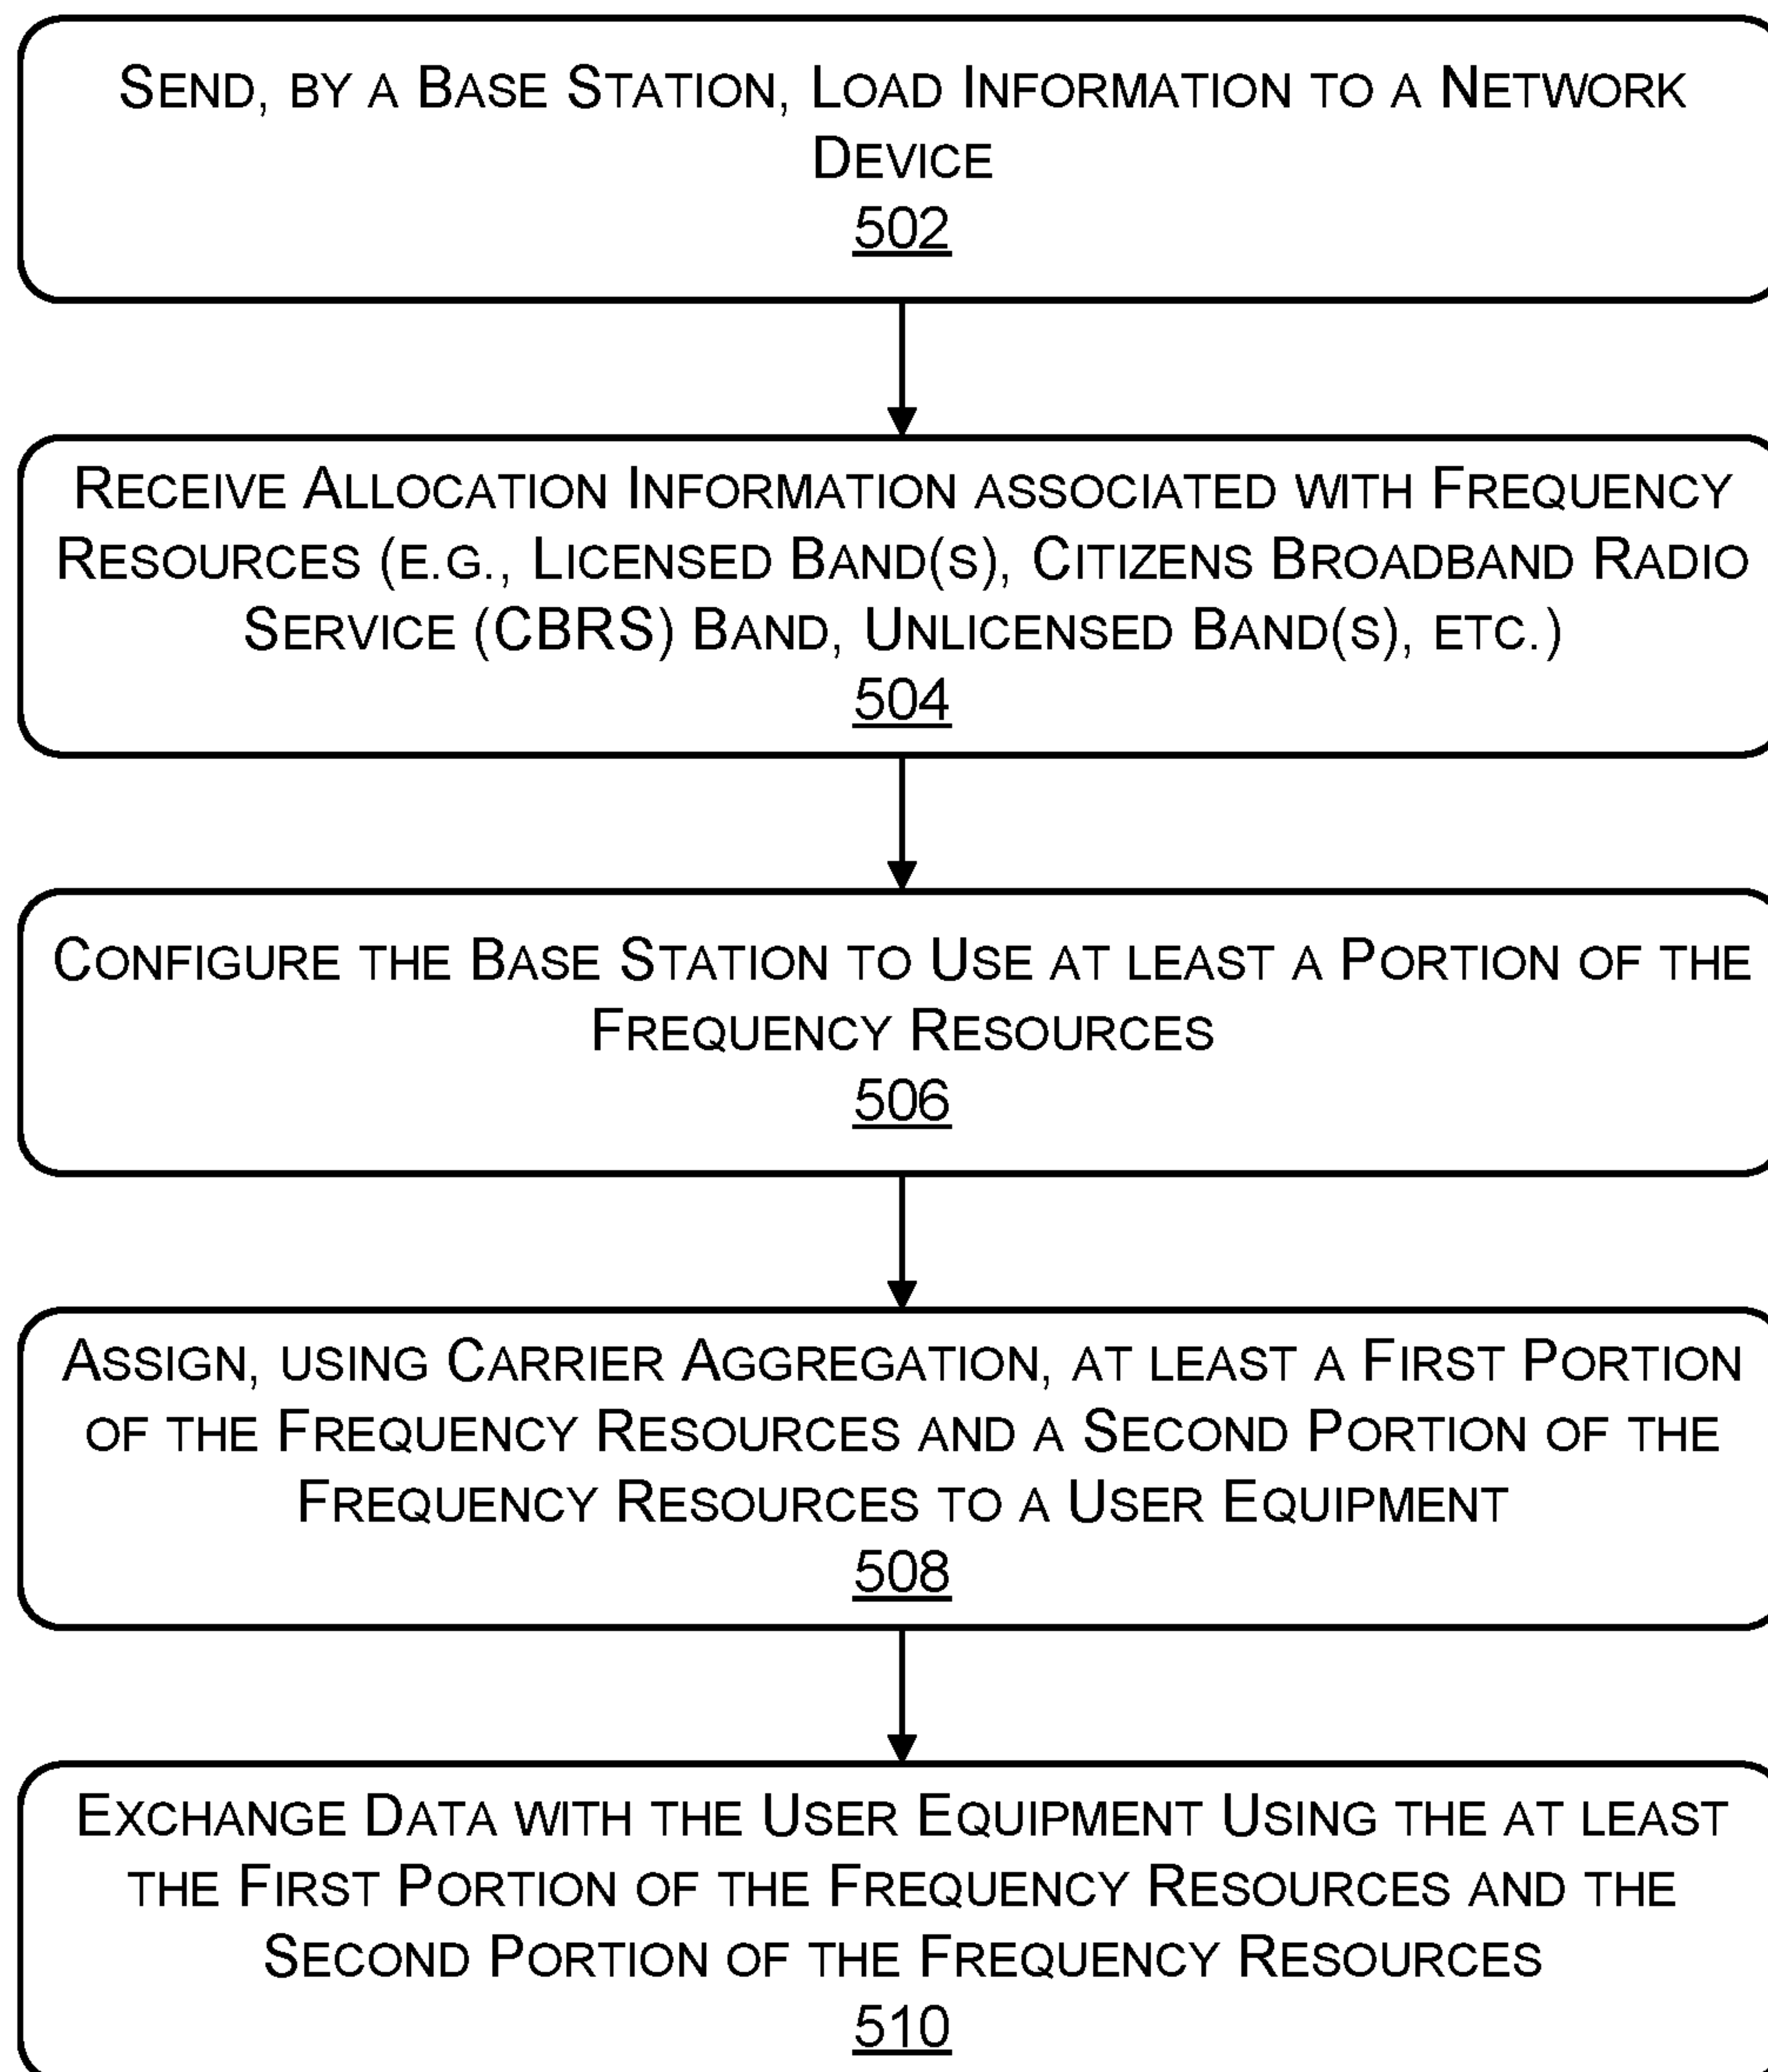 SEND, BY A BASE STATION, LOAD INFORMATION TO A NETWORK
DEVICE
502
RECEIVE ALLOCATION INFORMATION ASSOCIATED WITH FREQUENCY
RESOURCES (E.G., LICENSED BAND(S), CITIZENS BROADBAND RADIO
SERVICE (CBRS) BAND, UNLICENSED BAND(S), ETC.)
504
CONFIGURE THE BASE STATION TO USE AT LEAST A PORTION OF THE
FREQUENCY RESOURCES
506
ASSIGN, USING CARRIER AGGREGATION, AT LEAST A FIRST PORTION
OF THE FREQUENCY RESOURCES AND A SECOND PORTION OF THE
FREQUENCY RESOURCES TO A USER EQUIPMENT
508
EXCHANGE DATA WITH THE USER EQUIPMENT USING THE AT LEAST
THE FIRST PORTION OF THE FREQUENCY RESOURCES AND THE
SECOND PORTION OF THE FREQUENCY RESOURCES
510